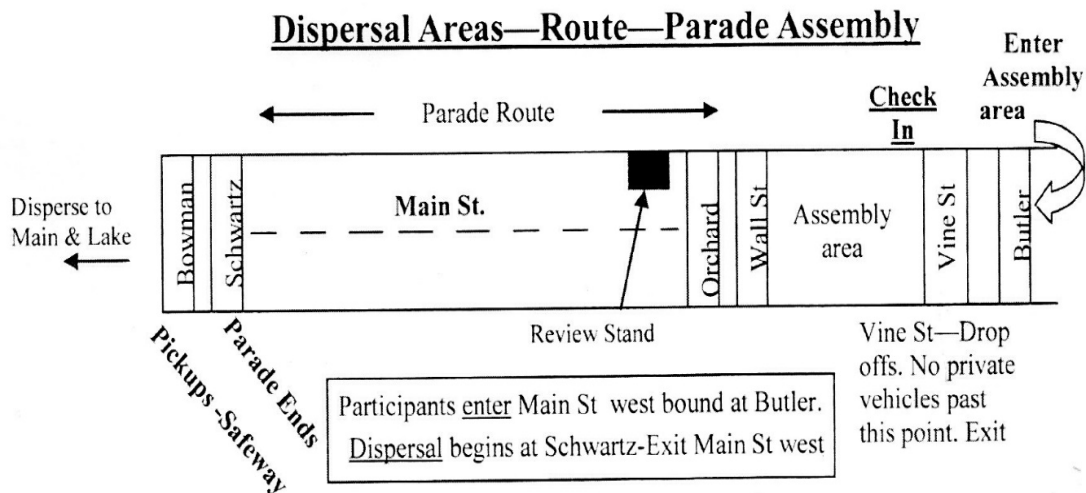 Dispersal Areas—Route—Parade Assembly
Enter
Assembly
area
Check
In
Parade Route
Disperse to
Main & Lake
Bowman
Schwartz
Main St.
Orchard
Wall St
Assembly
area
Vine St
Butler
Review Stand
Pickups -Safeway
Parade Ends
Participants enter Main St west bound at Butler.
Dispersal begins at Schwartz-Exit Main St west
Vine St—Drop
offs. No private
vehicles past
this point. Exit